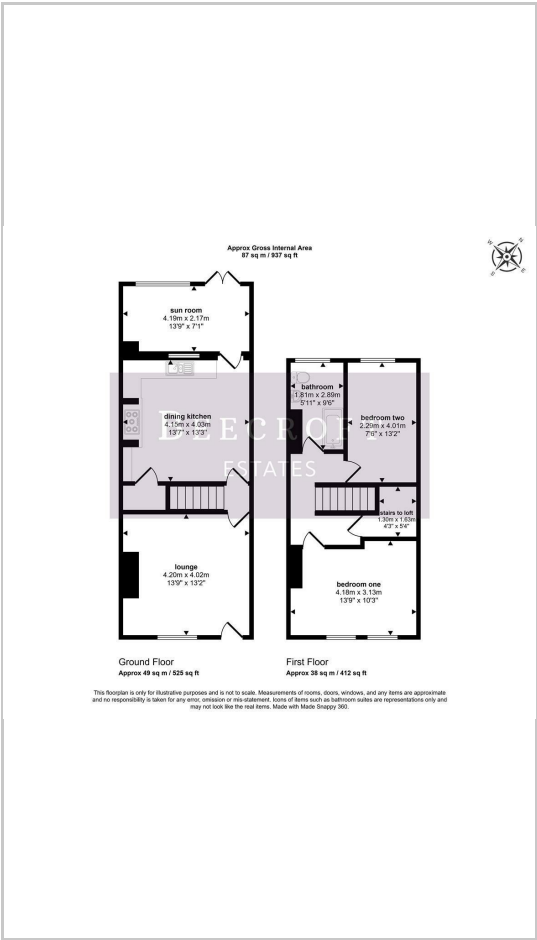 Approx Gross Internal Area
87 sq m / 937 sq ft
N
E
S
W
sun room
4.19m x 2.17m
13'9" x 7'1"
dining kitchen
4.15m x 4.03m
13'7" x 13'3"
lounge
4.20m x 4.02m
13'9" x 13'2"
Ground Floor
Approx 49 sq m / 525 sq ft
bathroom
1.81m x 2.89m
5'11" x 9'6"
bedroom two
2.29m x 4.01m
7'6" x 13'2"
stairs to loft
1.30m x 1.63m
4'3" x 5'4"
bedroom one
4.18m x 3.13m
13'9" x 10'3"
First Floor
Approx 38 sq m / 412 sq ft
ESTATES
This floorplan is only for illustrative purposes and is not to scale. Measurements of rooms, doors, windows, and any items are approximate
and no responsibility is taken for any error, omission or mis-statement. Icons of items such as bathroom suites are representations only and
may not look like the real items. Made with Made Snappy 360.